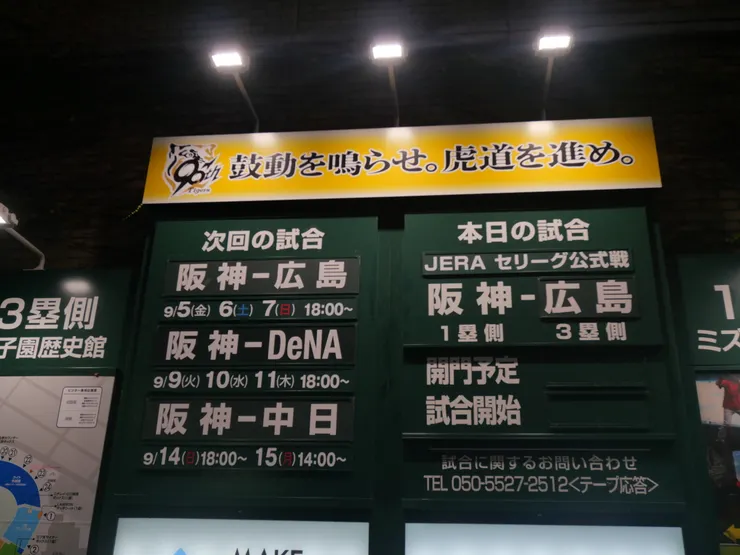 90th
Tigers
鼓動を鳴らせ。虎道を進め。
次回の試合
阪神-広島
9/5(金) 6(土) 7(日) 18:00~
阪神-DeNA
9/9(火) 10(水) 11(木) 18:00~
阪神-中日
9/14(日)18:00~ 15(月)14:00~
本日の試合
JERA セリーグ公式戦
阪神-広島
1塁側 3塁側
開門予定
試合開始
試合に関するお問い合わせ
TEL 050-5527-2512<テープ応答>
3塁側
子園歴史館
1
ミズ
MAKE